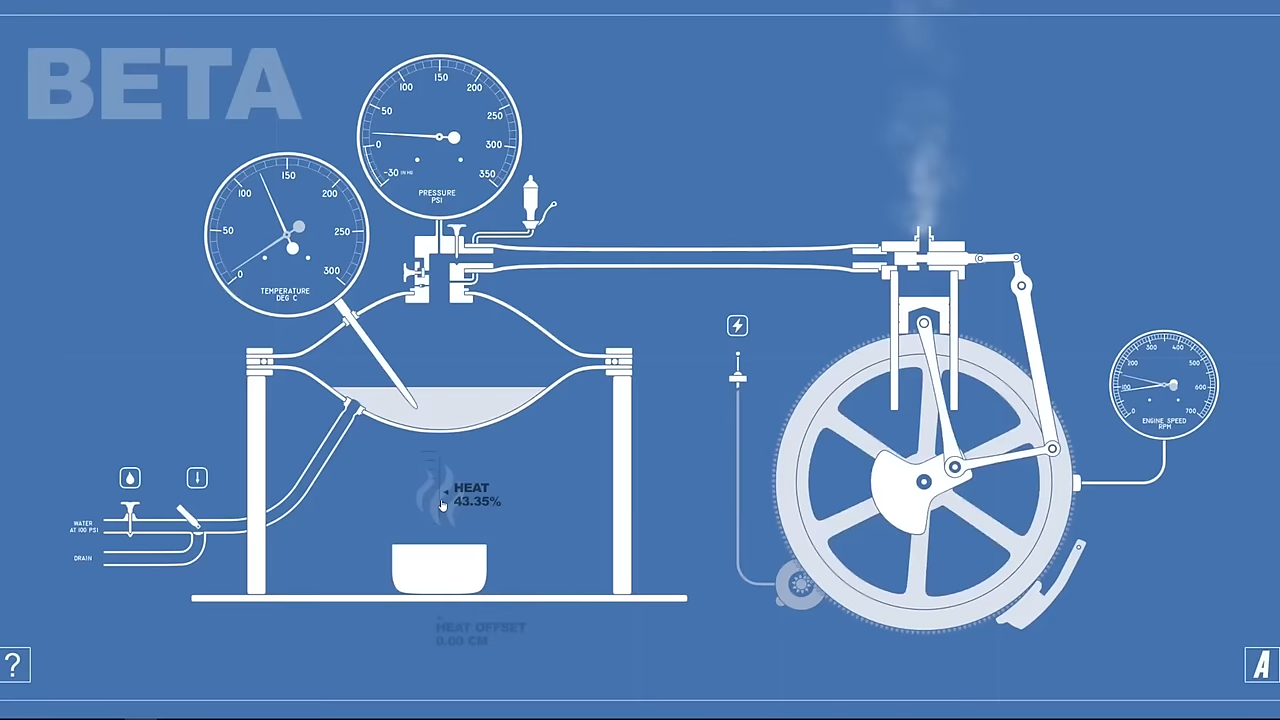 BETA
150
100
200
50
250
0
300
-30 IN HG
350
PRESSURE
PSI
150
100
200
50
250
0
300
TEMPERATURE
DEG C
300
400
200
500
100
600
0
700
ENGINE SPEED
RPM
HEAT
43.35%
WATER
AT 100 PSI
DRAIN
HEAT OFFSET
0.00 CM
?
A